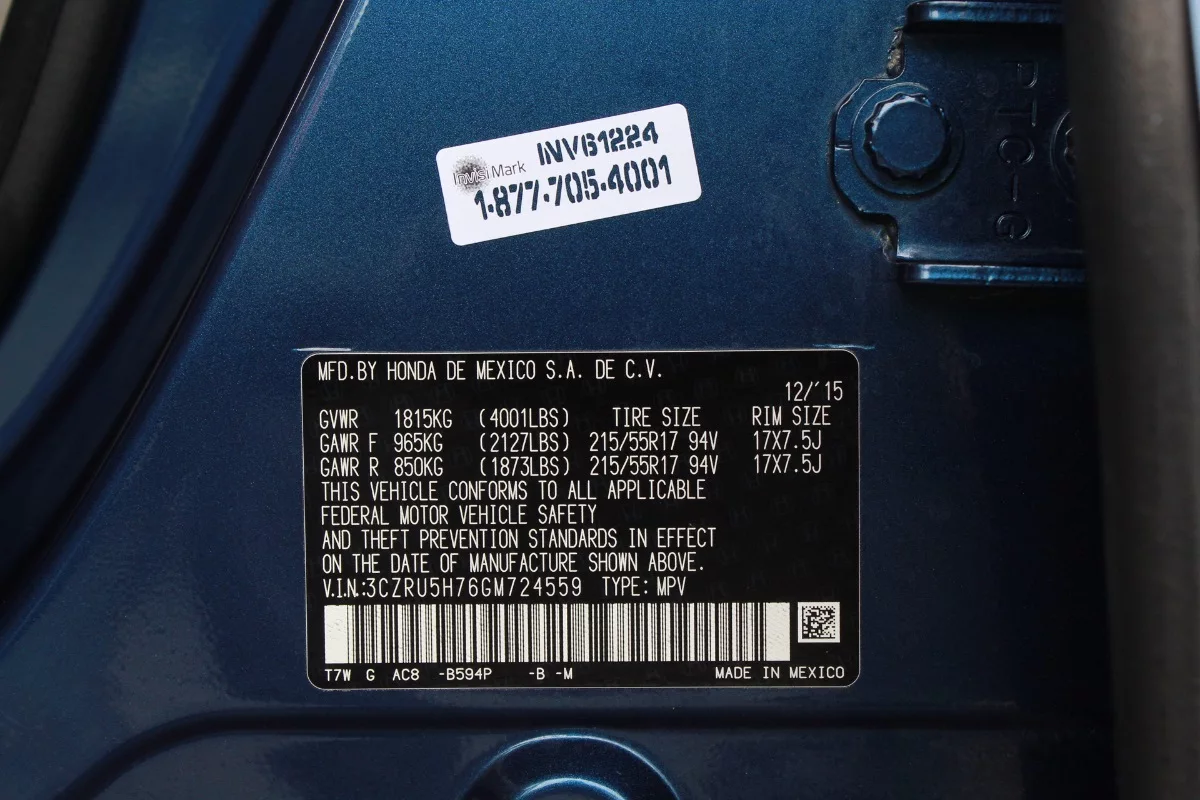 INV61224
InvisiMark
1-877-705-4001
PTC-G
MFD.BY HONDA DE MEXICO S.A. DE C.V.
12/'15
GVWR 1815KG (4001LBS) TIRE SIZE RIM SIZE
GAWR F 965KG (2127LBS) 215/55R17 94V 17X7.5J
GAWR R 850KG (1873LBS) 215/55R17 94V 17X7.5J
THIS VEHICLE CONFORMS TO ALL APPLICABLE
FEDERAL MOTOR VEHICLE SAFETY
AND THEFT PREVENTION STANDARDS IN EFFECT
ON THE DATE OF MANUFACTURE SHOWN ABOVE.
V.I.N:3CZRU5H76GM724559 TYPE: MPV
T7W G AC8 -B594P -B -M MADE IN MEXICO